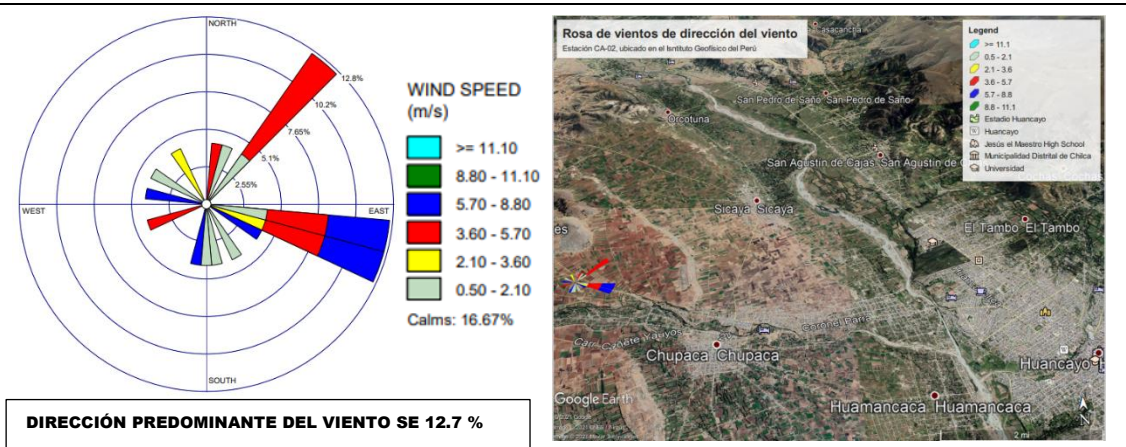 NORTH
12.8%
10.2%
7.65%
5.1%
2.55%
WEST
EAST
SOUTH
WIND SPEED
(m/s)
>= 11.10
8.80 - 11.10
5.70 - 8.80
3.60 - 5.70
2.10 - 3.60
0.50 - 2.10
Calms: 16.67%
DIRECCIÓN PREDOMINANTE DEL VIENTO SE 12.7 %
Rosa de vientos de dirección del viento
Estación CA-02, ubicado en el Isntituto Geofísico del Perú
Legend
>= 11.1
0.5 - 2.1
2.1 - 3.6
3.6 - 5.7
5.7 - 8.8
8.8 - 11.1
Estadio Huancayo
Huancayo
Jesús el Maestro High School
Municipalidad Distrital de Chilca
Universidad
San Pedro de Saño San Pedro de Saño
Orcotuna
San Agustín de Cajas San Agustín de C
Sicaya Sicaya
El Tambo El Tambo
es
Chupaca Chupaca
Huancayo
Huamancaca Huamancaca
Google Earth
N
2 mi